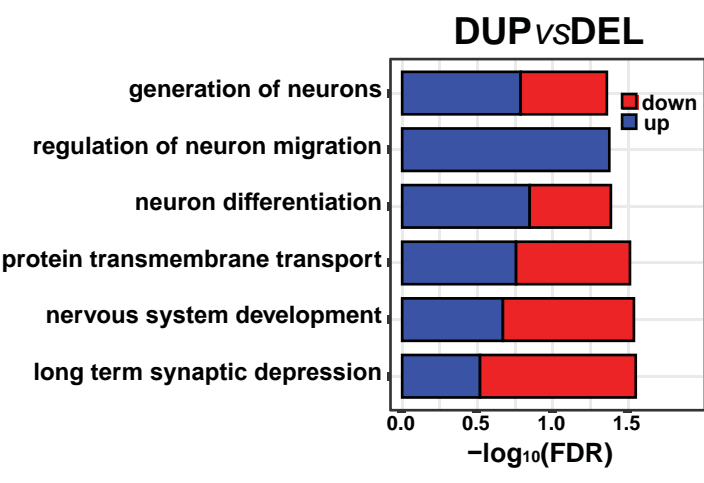 DUPvsDEL
generation of neurons
down
up
regulation of neuron migration
neuron differentiation
protein transmembrane transport
nervous system development
long term synaptic depression
0.0 0.5 1.0 1.5
−log₁₀(FDR)